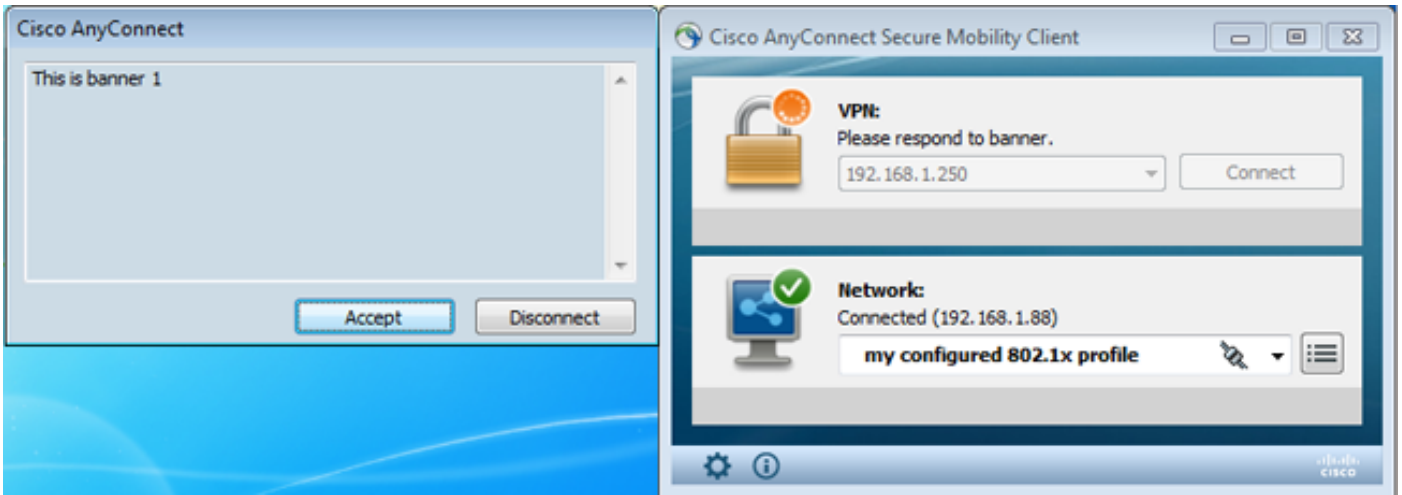 Cisco AnyConnect
This is banner 1
Accept
Disconnect
Cisco AnyConnect Secure Mobility Client
VPN:
Please respond to banner.
192.168.1.250
Connect
Network:
Connected (192.168.1.88)
my configured 802.1x profile
CISCO